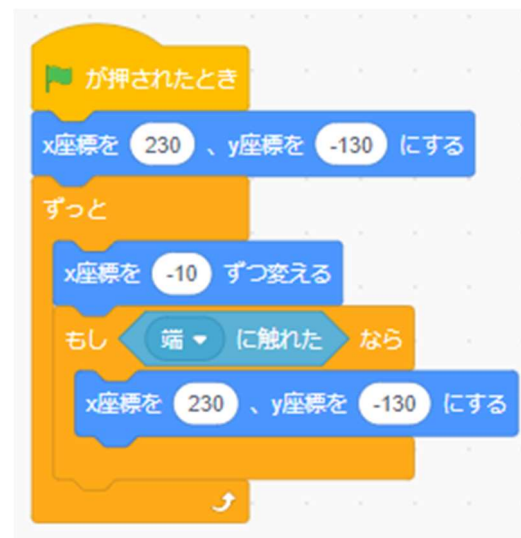 が押されたとき
x座標を 230 、y座標を -130 にする
ずっと
x座標を -10 ずつ変える
もし 端 に触れた なら
x座標を 230 、y座標を -130 にする